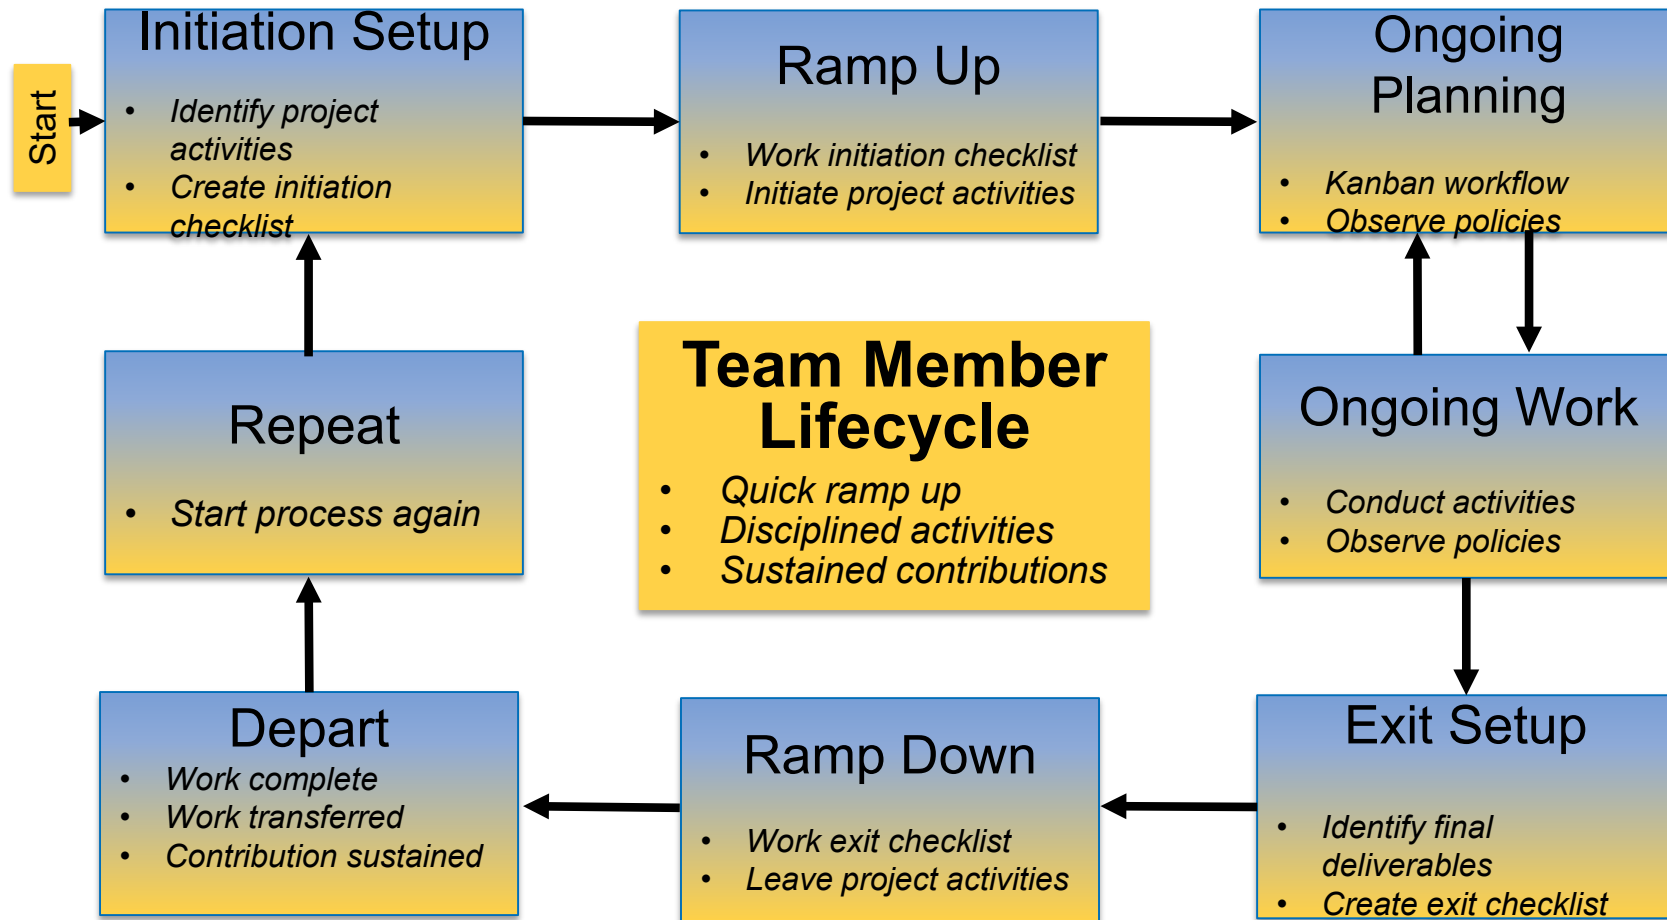 Start
Initiation Setup
• Identify project
activities
• Create initiation
checklist
Ramp Up
• Work initiation checklist
• Initiate project activities
Ongoing
Planning
• Kanban workflow
• Observe policies
Repeat
• Start process again
Team Member
Lifecycle
• Quick ramp up
• Disciplined activities
• Sustained contributions
Ongoing Work
• Conduct activities
• Observe policies
Depart
• Work complete
• Work transferred
• Contribution sustained
Ramp Down
• Work exit checklist
• Leave project activities
Exit Setup
• Identify final
deliverables
• Create exit checklist